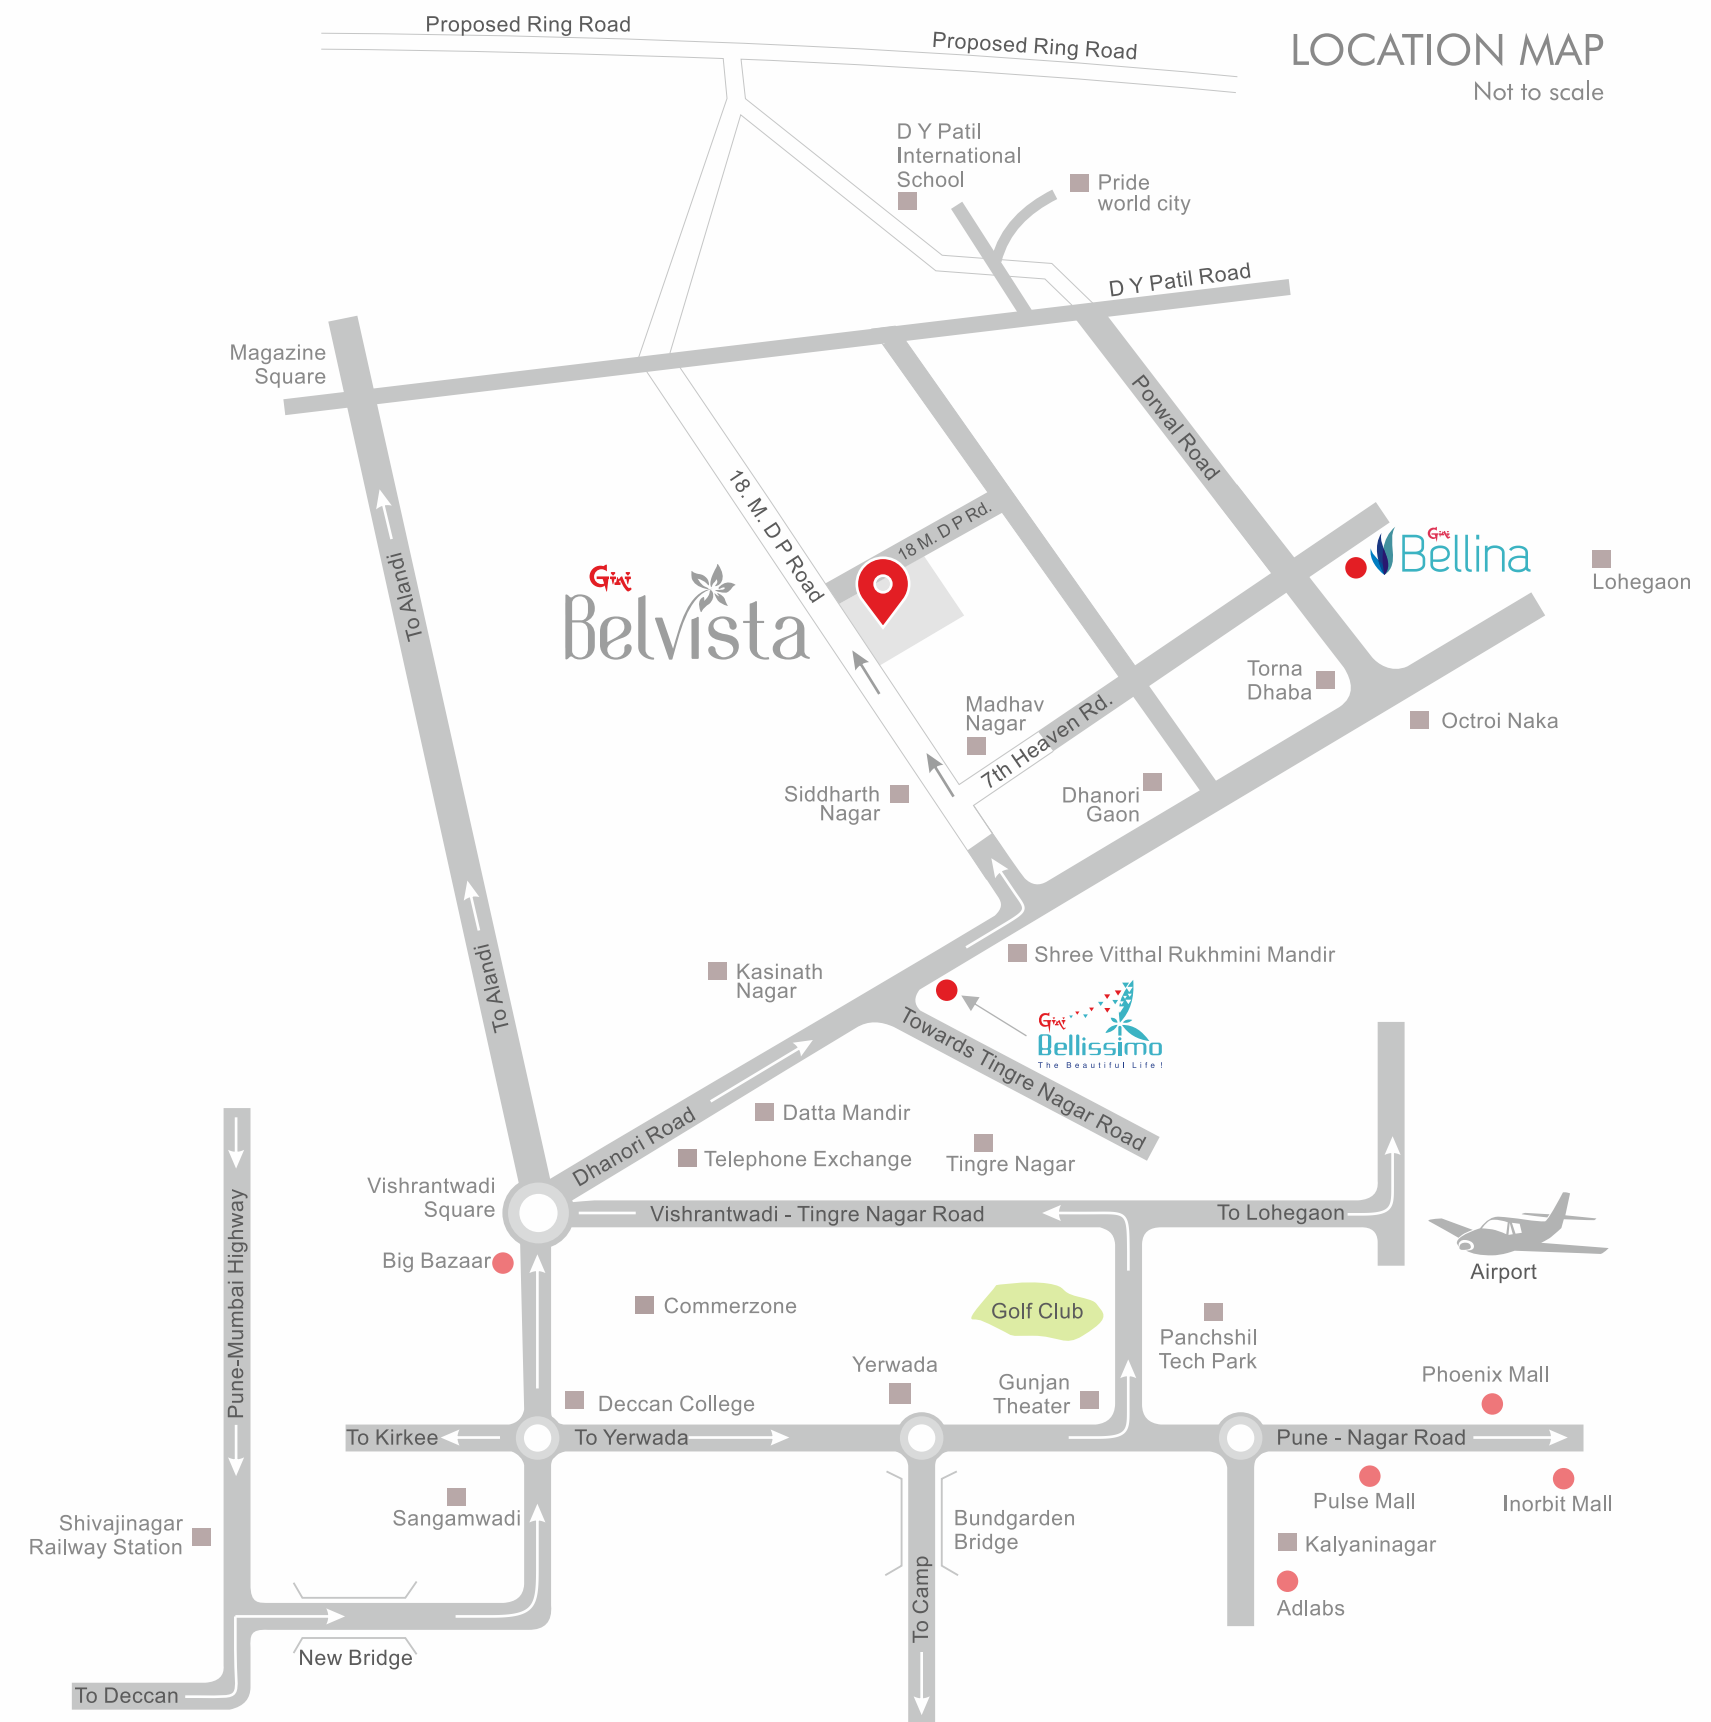 Proposed Ring Road
Proposed Ring Road
LOCATION MAP
Not to scale
D Y Patil
International
School
Pride
world city
D Y Patil Road
Magazine
Square
Porwal Road
18. M. D P Road
18 M. D P Rd.
Gini
Bellina
Lohegaon
To Alandi
Gini
Belvista
Torna
Dhaba
Madhav
Nagar
7th Heaven Rd.
Octroi Naka
Siddharth
Nagar
Dhanori
Gaon
To Alandi
Kasinath
Nagar
Shree Vitthal Rukhmini Mandir
Gini
Bellissimo
The Beautiful Life !
Towards Tingre Nagar Road
Datta Mandir
Dhanori Road
Telephone Exchange
Tingre Nagar
Vishrantwadi
Square
Vishrantwadi - Tingre Nagar Road
To Lohegaon
Pune-Mumbai Highway
Big Bazaar
Airport
Commerzone
Golf Club
Panchshil
Tech Park
Yerwada
Gunjan
Theater
Phoenix Mall
Deccan College
To Kirkee
To Yerwada
Pune - Nagar Road
Sangamwadi
Pulse Mall
Inorbit Mall
Shivajinagar
Railway Station
Bundgarden
Bridge
Kalyaninagar
To Camp
Adlabs
New Bridge
To Deccan